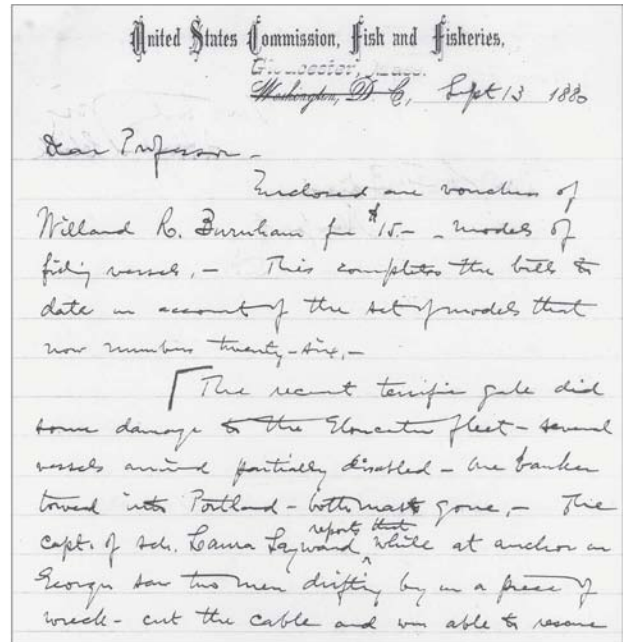 United States Commission, Fish and Fisheries,
Gloucester, Mass.
Washington, D. C., Sept 13 1880
Dear Professor -
Enclosed are vouchers of
Willard R. Burnham for $15 - - models of
fishing vessels, - This completes the bills to
date on account of the set of models that
now numbers twenty-six, -
The recent terrific gale did
some damage to the Gloucester fleet - several
vessels arrived partially disabled - one banker
towed into Portland - both masts gone, - The
capt. of sch. Laura Sayward reports that while at anchor on
Georges saw two men drifting by on a piece of
wreck - cut the cable and was able to rescue